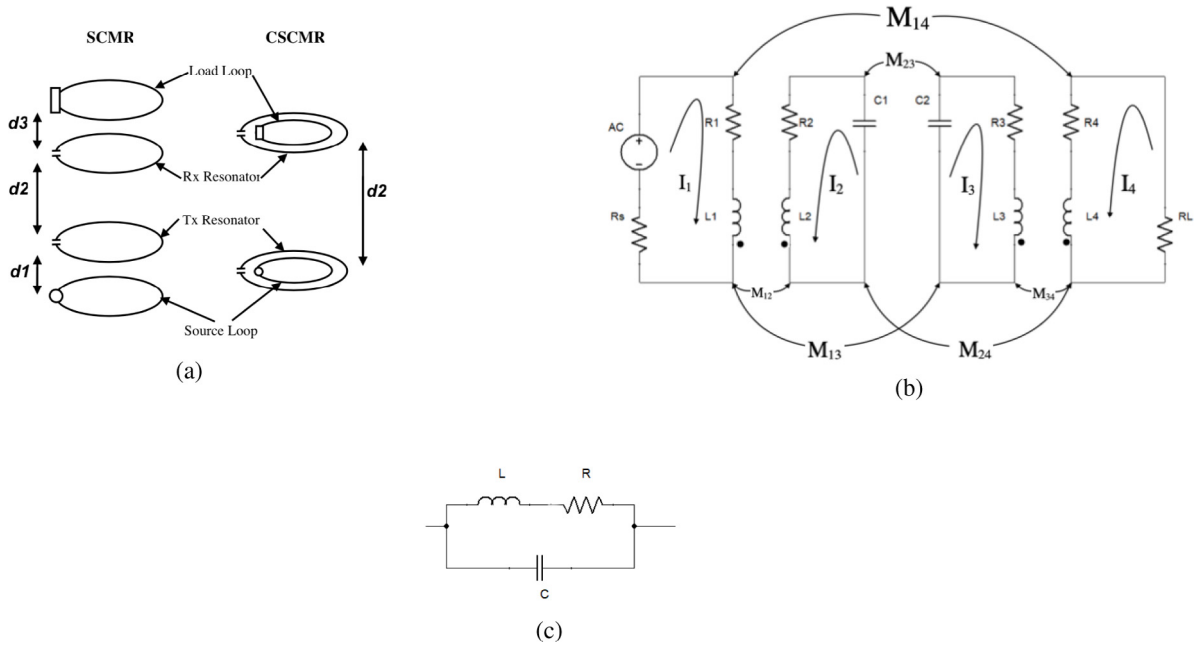 SCMR
CSCMR
Load Loop
d3
Rx Resonator
d2
d2
Tx Resonator
d1
Source Loop
(a)
M14
M23
C1
C2
AC
R1
R2
R3
R4
I1
I2
I3
I4
Rs
L1
L2
L3
L4
RL
M12
M34
M13
M24
(b)
L
R
C
(c)